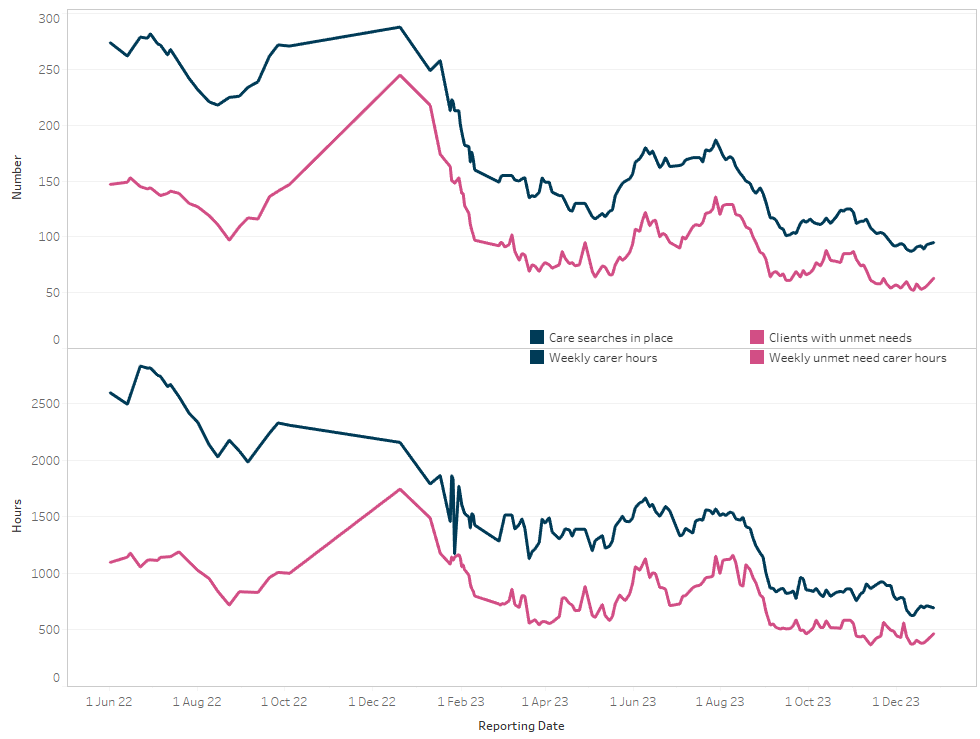 300
250
200
150
100
50
0
Number
Care searches in place
Clients with unmet needs
Weekly carer hours
Weekly unmet need carer hours
2500
2000
1500
1000
500
0
Hours
1 Jun 22
1 Aug 22
1 Oct 22
1 Dec 22
1 Feb 23
1 Apr 23
1 Jun 23
1 Aug 23
1 Oct 23
1 Dec 23
Reporting Date